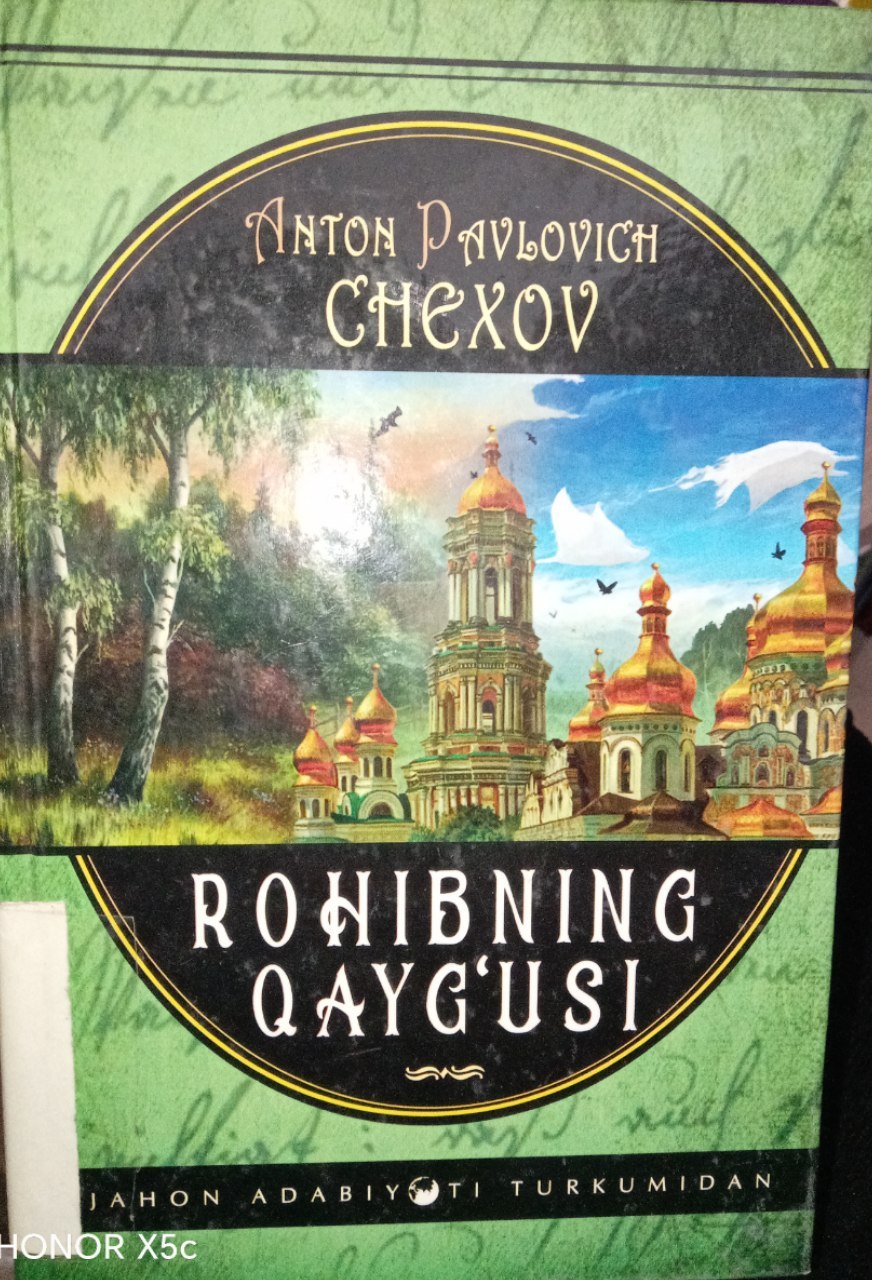 ANTON PAVLOVICH
CHEXOV
ROHIBNING
QAYG‘USI
JAHON ADABIYOTI TURKUMIDAN
HONOR X5c